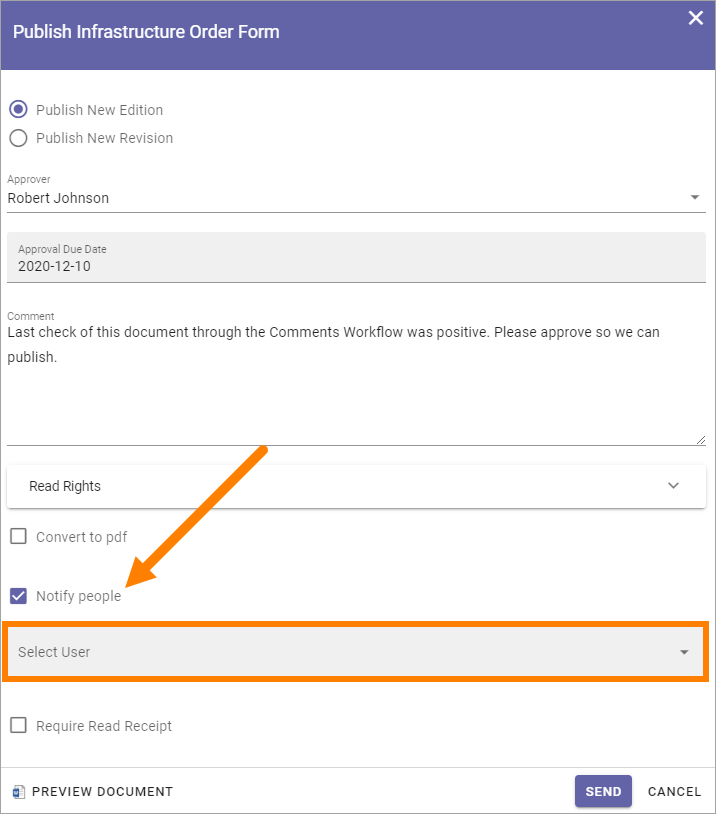 Publish Infrastructure Order Form
Publish New Edition
Publish New Revision
Approver
Robert Johnson
Approval Due Date
2020-12-10
Comment
Last check of this document through the Comments Workflow was positive. Please approve so we can
publish.
Read Rights
Convert to pdf
Notify people
Select User
Require Read Receipt
PREVIEW DOCUMENT
SEND
CANCEL